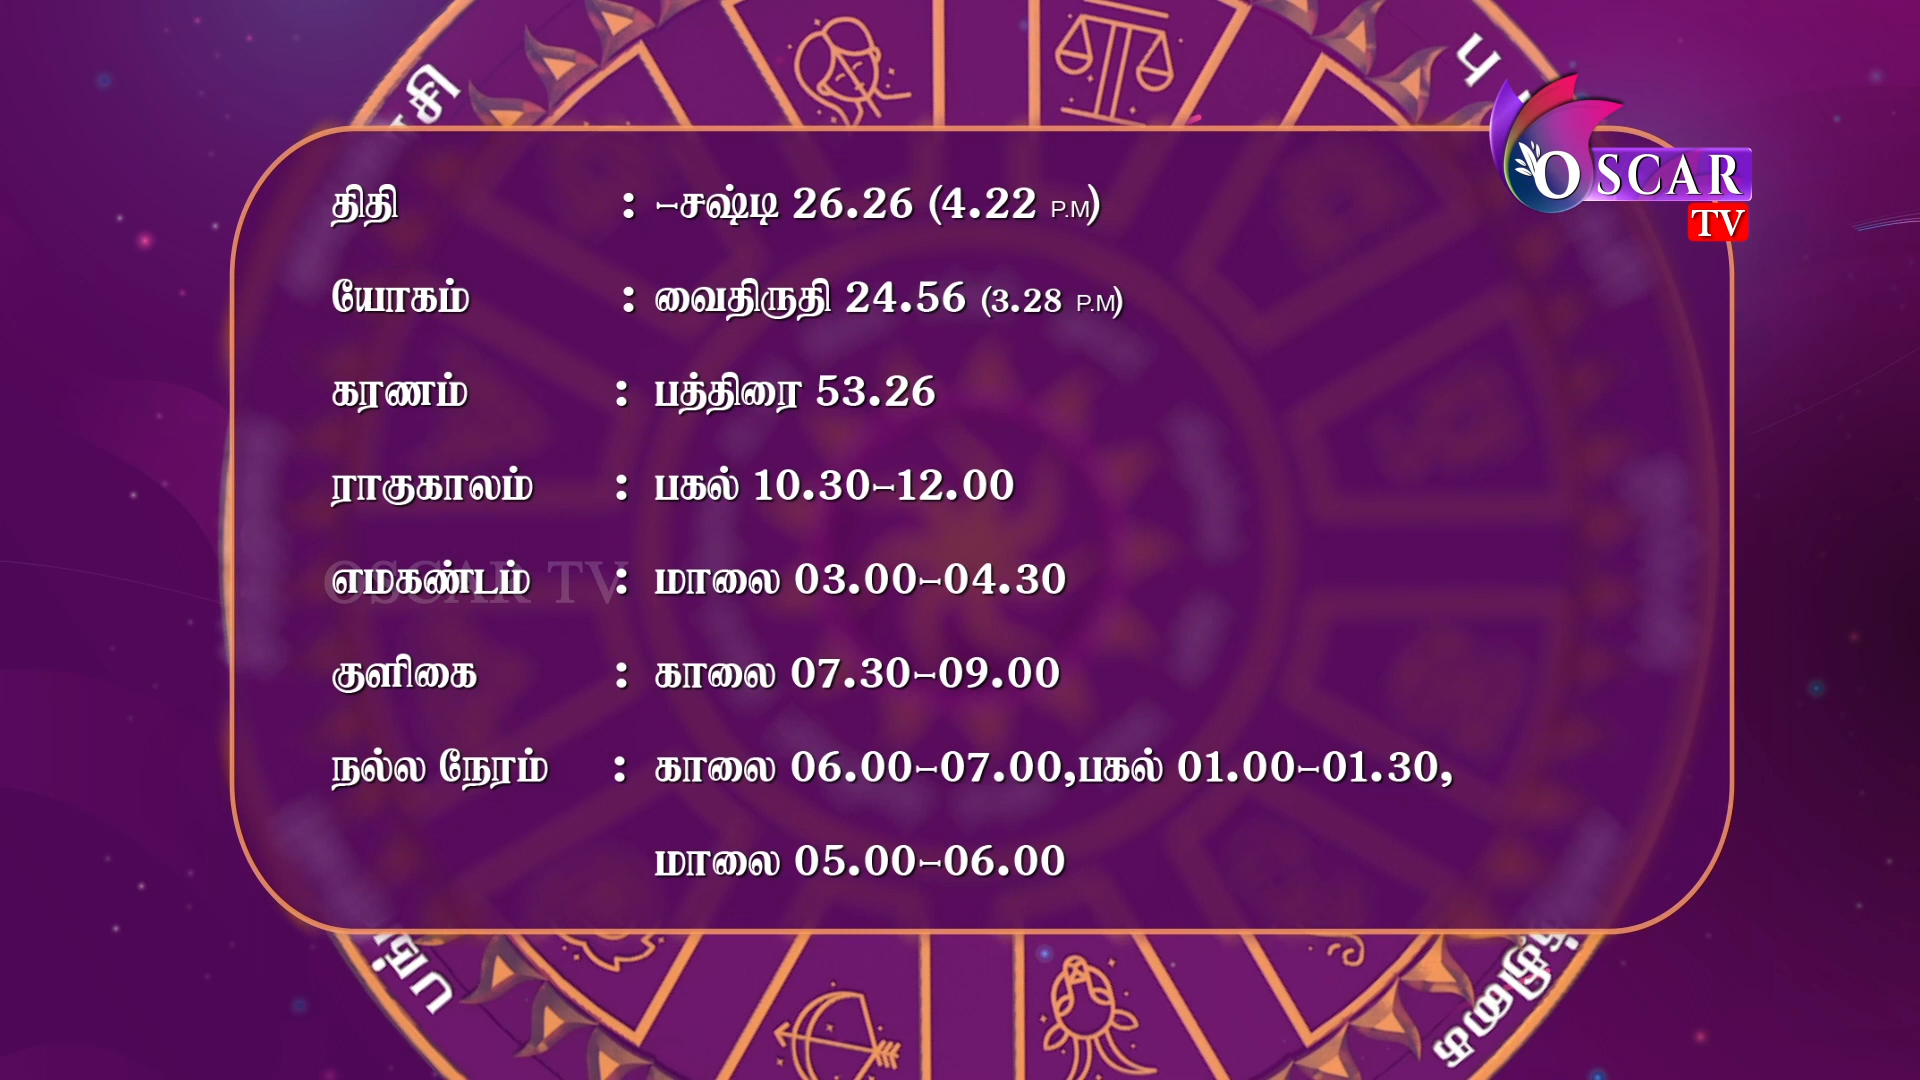 திதி : -சஷ்டி 26.26 (4.22 P.M)
யோகம் : வைதிருதி 24.56 (3.28 P.M)
கரணம் : பத்திரை 53.26
ராகுகாலம் : பகல் 10.30-12.00
எமகண்டம் : மாலை 03.00-04.30
குளிகை : காலை 07.30-09.00
நல்ல நேரம் : காலை 06.00-07.00,பகல் 01.00-01.30,
மாலை 05.00-06.00
OSCAR
TV
OSCAR TV